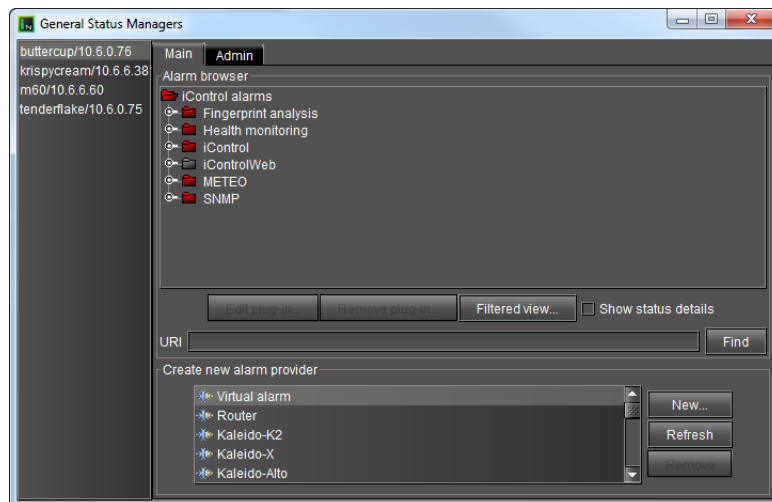 General Status Managers
buttercup/10.6.0.76
krispycream/10.6.6.38
m60/10.6.6.60
tenderflake/10.6.0.75
Main Admin
Alarm browser
iControl alarms
Fingerprint analysis
Health monitoring
iControl
iControlWeb
METEO
SNMP
Edit plug-in... Remove plug-in... Filtered view... Show status details
URI Find
Create new alarm provider
Virtual alarm
Router
Kaleido-K2
Kaleido-X
Kaleido-Alto
New...
Refresh
Remove